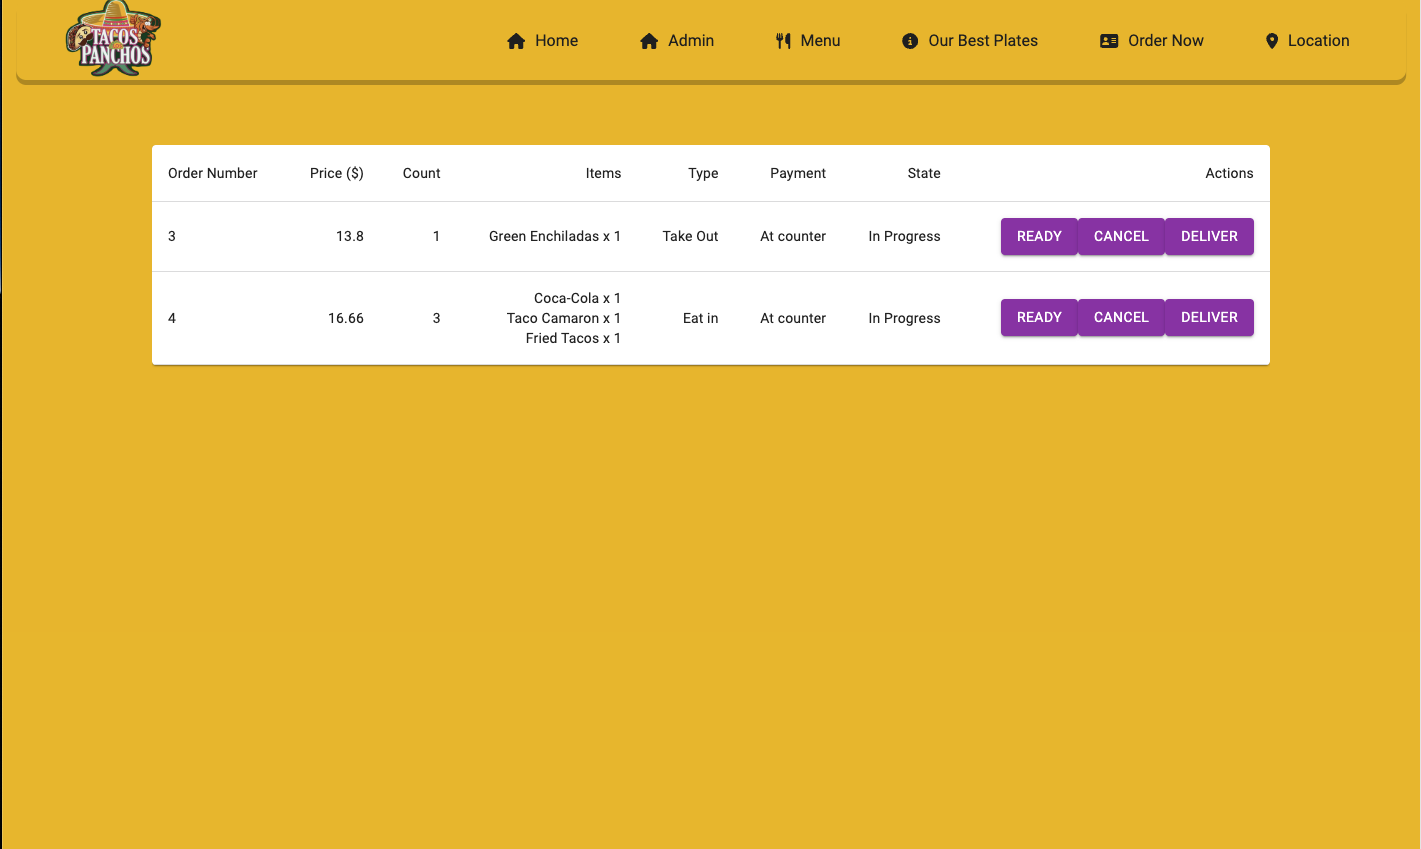 TACOS
PANCHOS
Home Admin Menu Our Best Plates Order Now Location
Order Number Price ($) Count Items Type Payment State Actions
3 13.8 1 Green Enchiladas x 1 Take Out At counter In Progress READY CANCEL DELIVER
Coca-Cola x 1
4 16.66 3 Taco Camaron x 1 Eat in At counter In Progress READY CANCEL DELIVER
Fried Tacos x 1